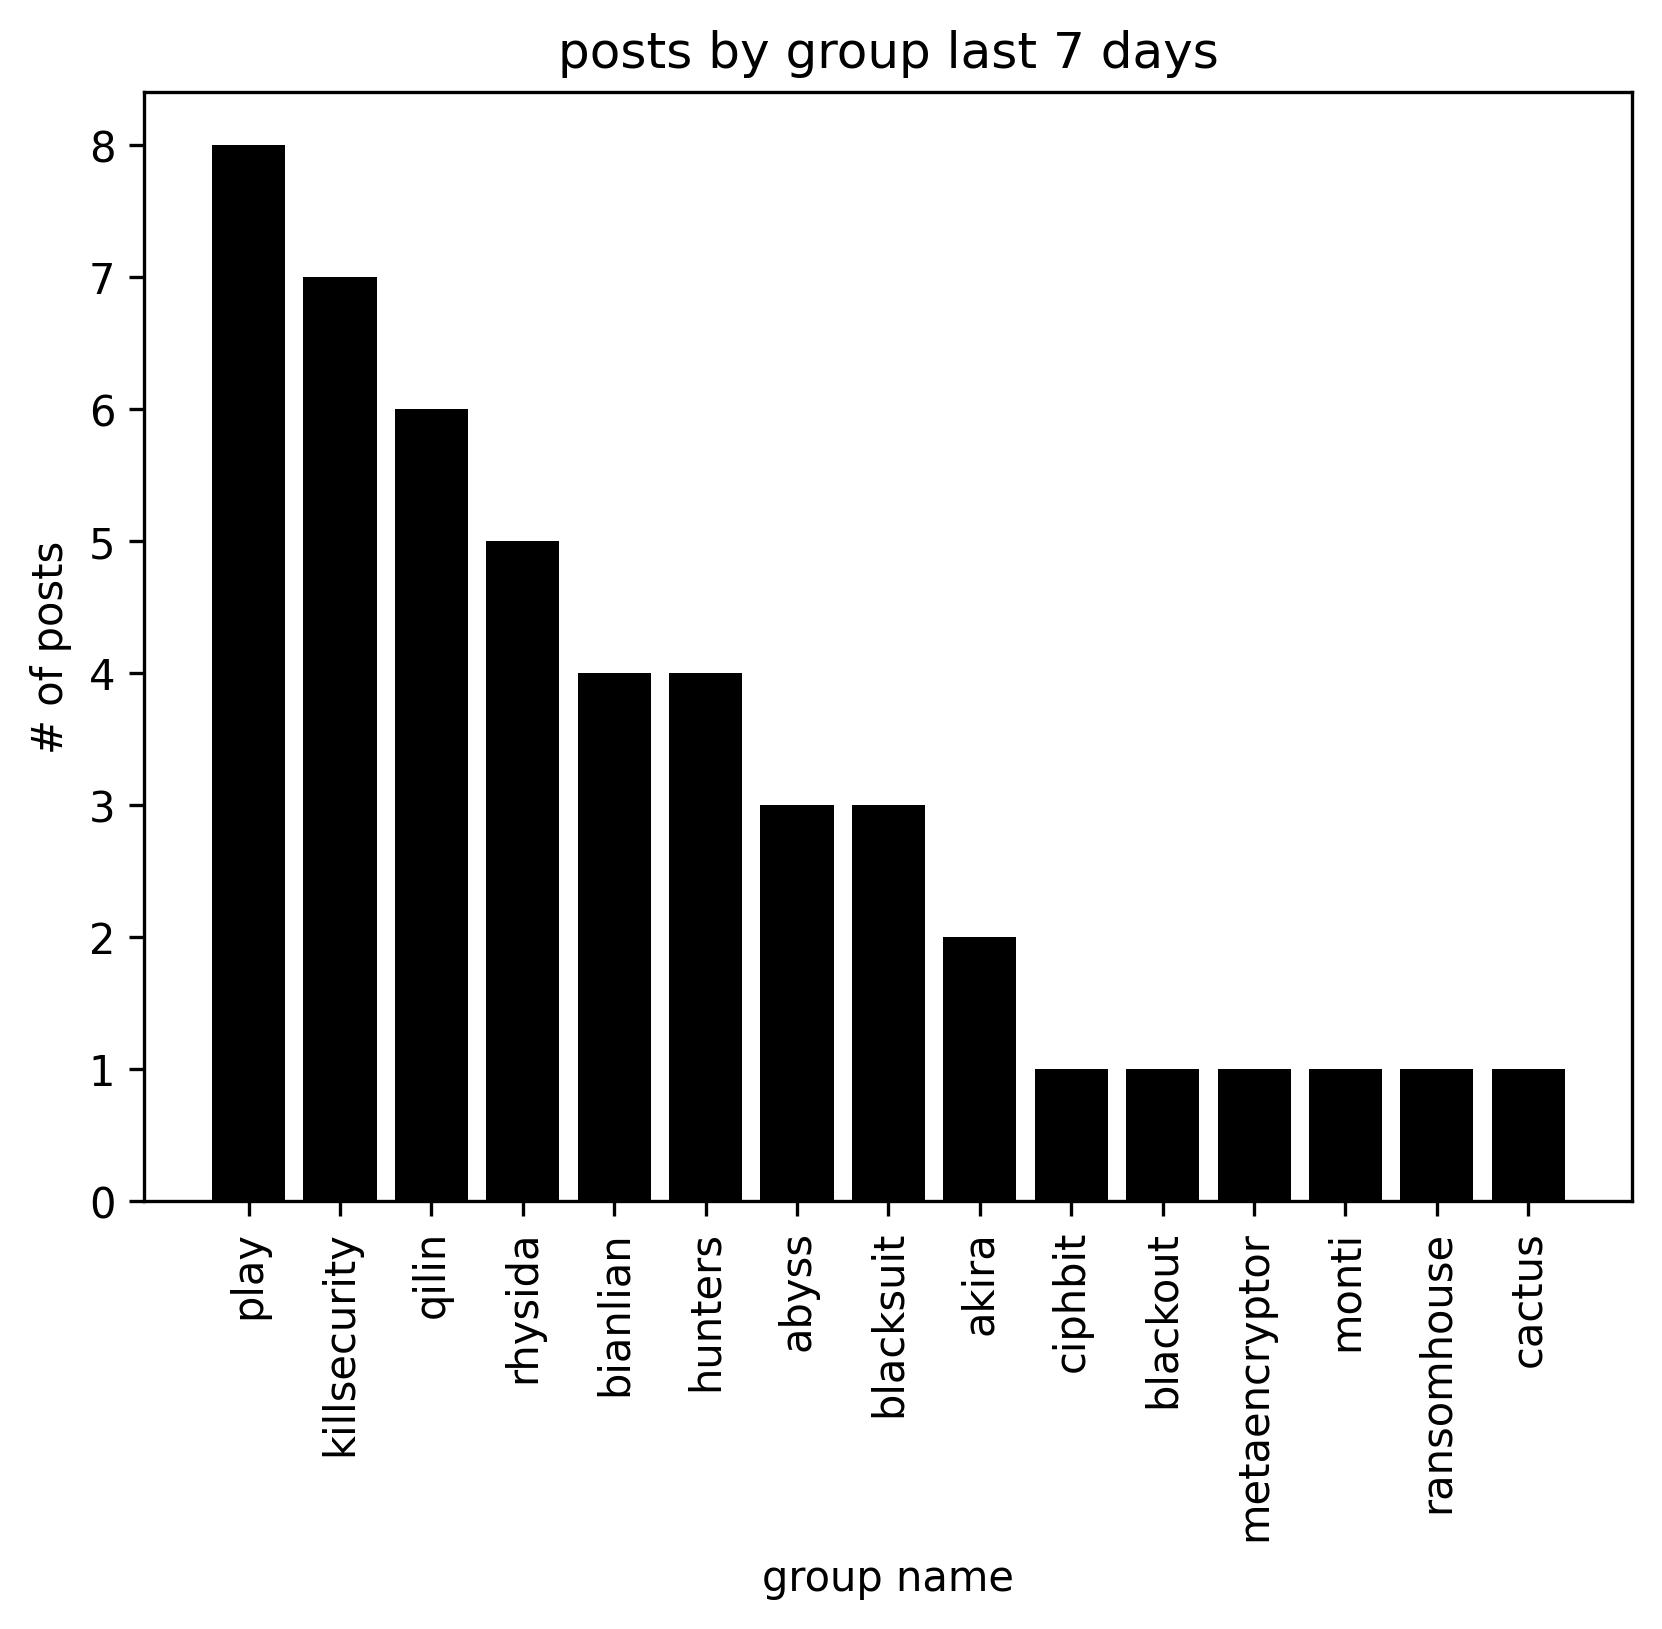 posts by group last 7 days
8
7
6
5
4
3
2
1
0
# of posts
play
killsecurity
qilin
rhysida
bianlian
hunters
abyss
blacksuit
akira
ciphbit
blackout
metaencryptor
monti
ransomhouse
cactus
group name